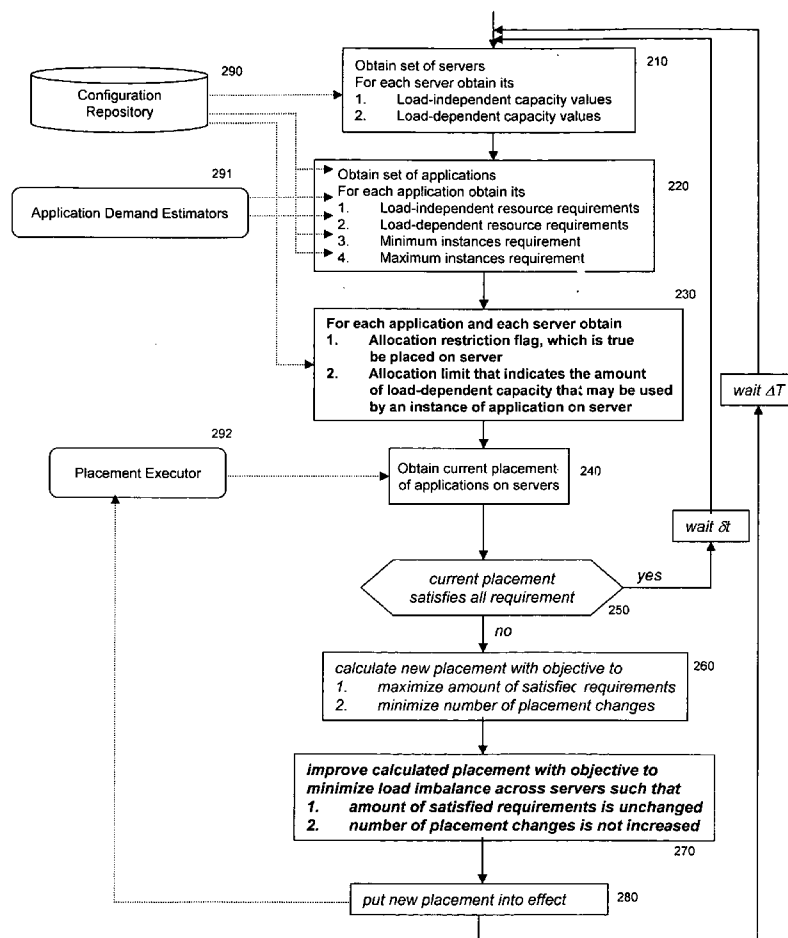 290
Configuration
Repository
Obtain set of servers
For each server obtain its
1. Load-independent capacity values
2. Load-dependent capacity values
210
291
Application Demand Estimators
Obtain set of applications
For each application obtain its
1. Load-independent resource requirements
2. Load-dependent resource requirements
3. Minimum instances requirement
4. Maximum instances requirement
220
230
For each application and each server obtain
1. Allocation restriction flag, which is true
be placed on server
2. Allocation limit that indicates the amount
of load-dependent capacity that may be used
by an instance of application on server
wait ΔT
292
Placement Executor
Obtain current placement
of applications on servers
240
wait δt
current placement
satisfies all requirement
yes
250
no
calculate new placement with objective to
1. maximize amount of satisfied requirements
2. minimize number of placement changes
260
improve calculated placement with objective to
minimize load imbalance across servers such that
1. amount of satisfied requirements is unchanged
2. number of placement changes is not increased
270
put new placement into effect
280